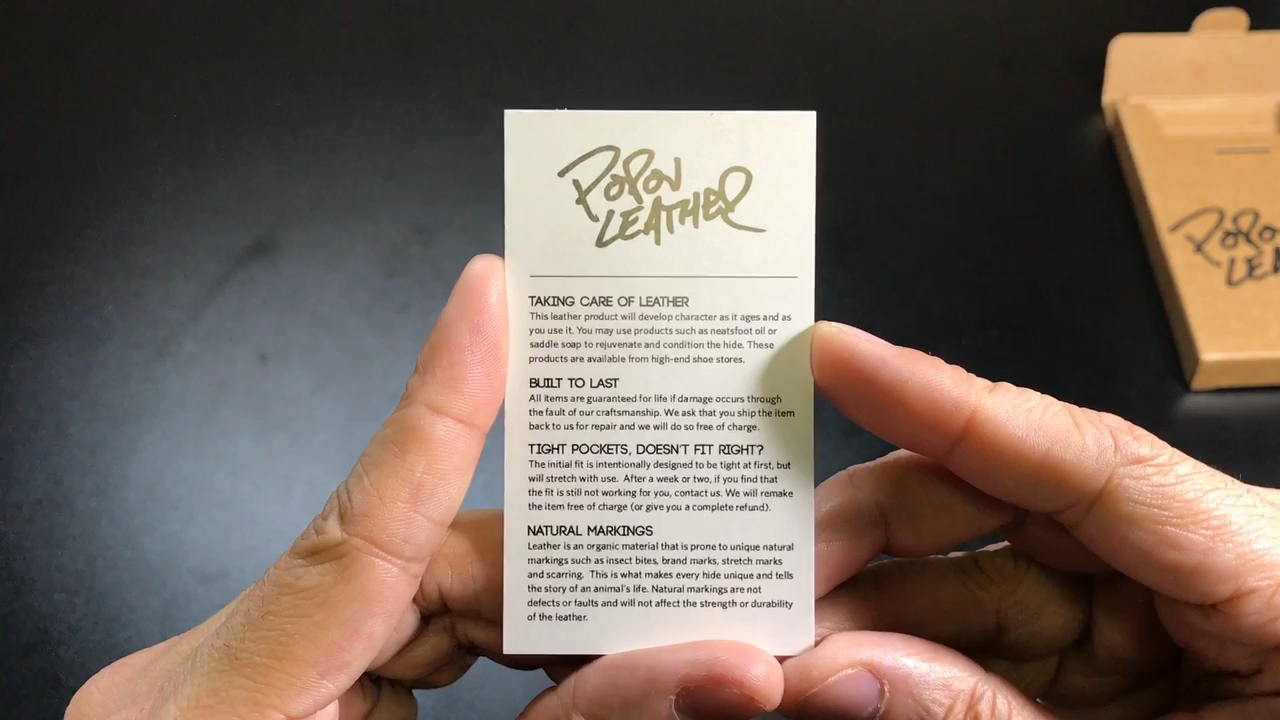 Popov
LEATHER
TAKING CARE OF LEATHER
This leather product will develop character as it ages and as
you use it. You may use products such as neatsfoot oil or
saddle soap to rejuvenate and condition the hide. These
products are available from high-end shoe stores.
BUILT TO LAST
All items are guaranteed for life if damage occurs through
the fault of our craftsmanship. We ask that you ship the item
back to us for repair and we will do so free of charge.
TIGHT POCKETS, DOESN'T FIT RIGHT?
The initial fit is intentionally designed to be tight at first, but
will stretch with use. After a week or two, if you find that
the fit is still not working for you, contact us. We will remake
the item free of charge (or give you a complete refund).
NATURAL MARKINGS
Leather is an organic material that is prone to unique natural
markings such as insect bites, brand marks, stretch marks
and scarring. This is what makes every hide unique and tells
the story of an animal's life. Natural markings are not
defects or faults and will not affect the strength or durability
of the leather.
Popo
LEA